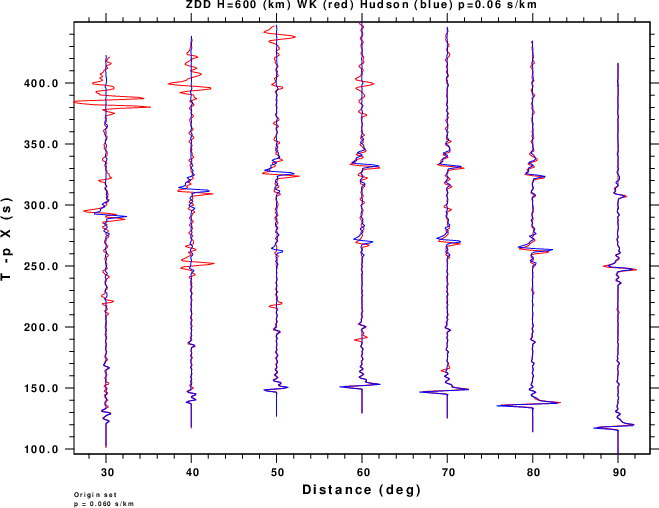 ZDD H=600 (km) WK (red) Hudson (blue) p=0.06 s/km
T -p X (s)
400.0
350.0
300.0
250.0
200.0
150.0
100.0
30 40 50 60 70 80 90
Distance (deg)
Origin set
p = 0.060 s/km